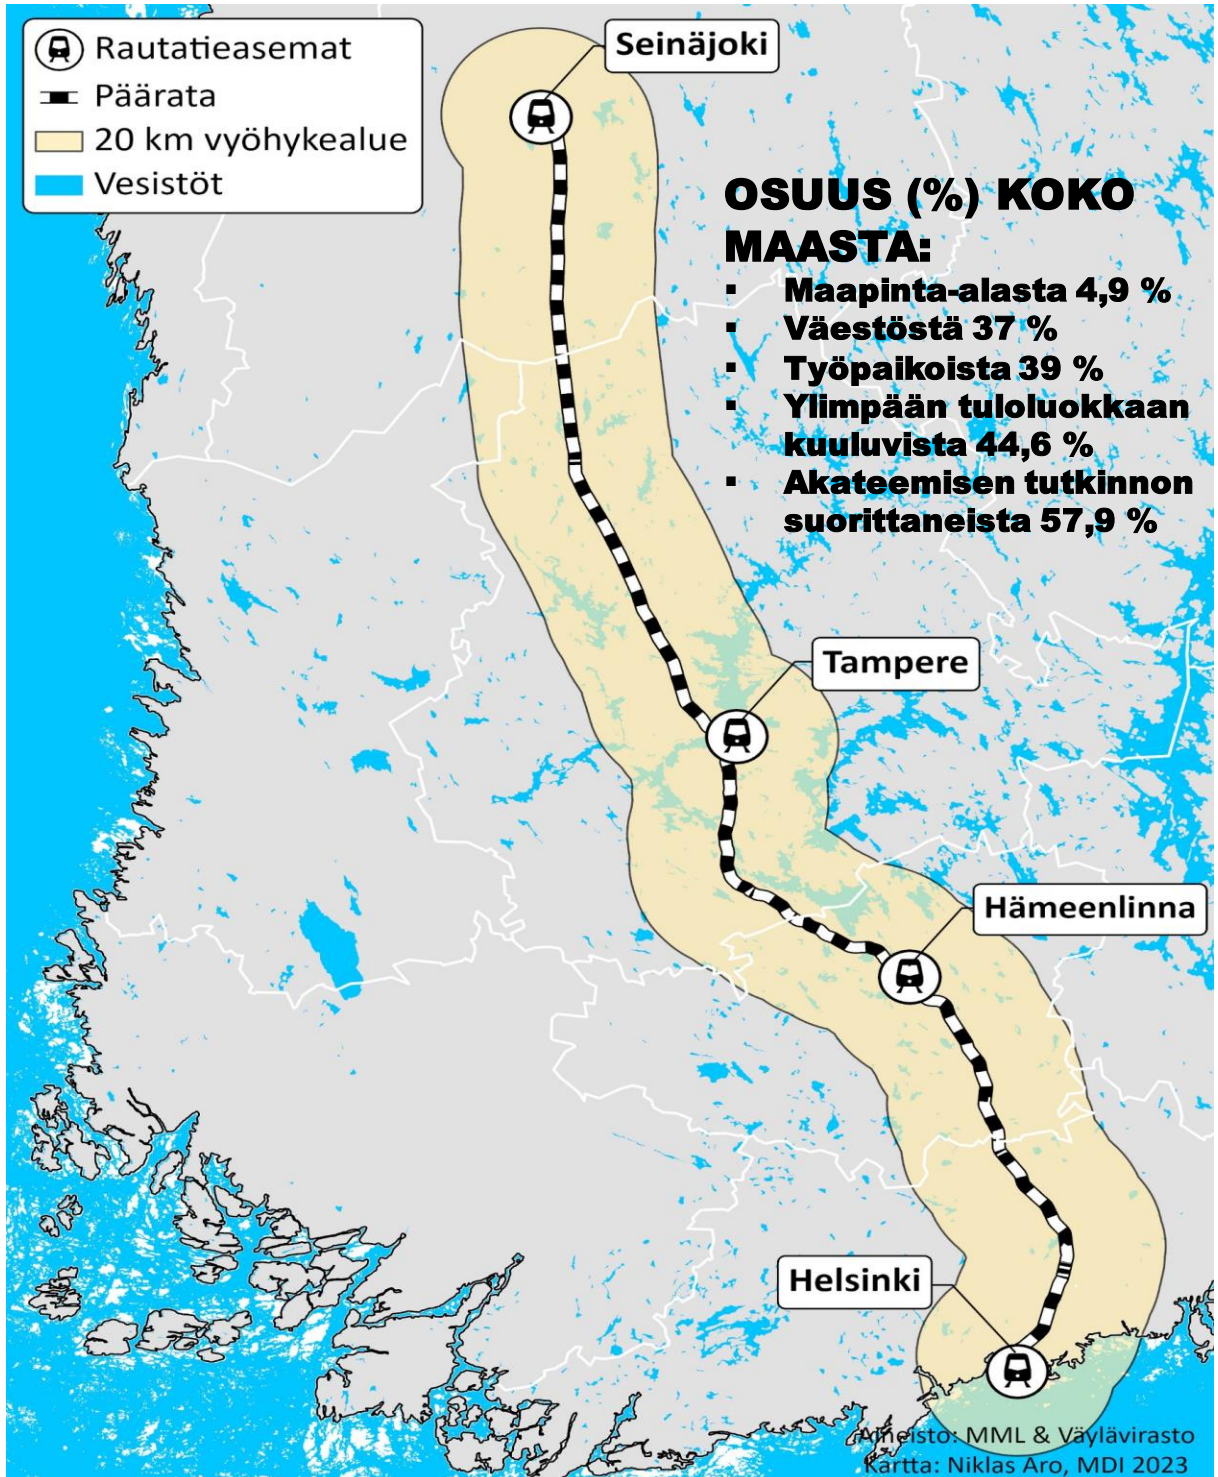 Rautatieasemat
Päärata
20 km vyöhykealue
Vesistöt
Seinäjoki
OSUUS (%) KOKO
MAASTA:
▪ Maapinta-alasta 4,9 %
▪ Väestöstä 37 %
▪ Työpaikoista 39 %
▪ Ylimpään tuloluokkaan
kuuluvista 44,6 %
▪ Akateemisen tutkinnon
suorittaneista 57,9 %
Tampere
Hämeenlinna
Helsinki
Aineisto: MML & Väylävirasto
Kartta: Niklas Aro, MDI 2023